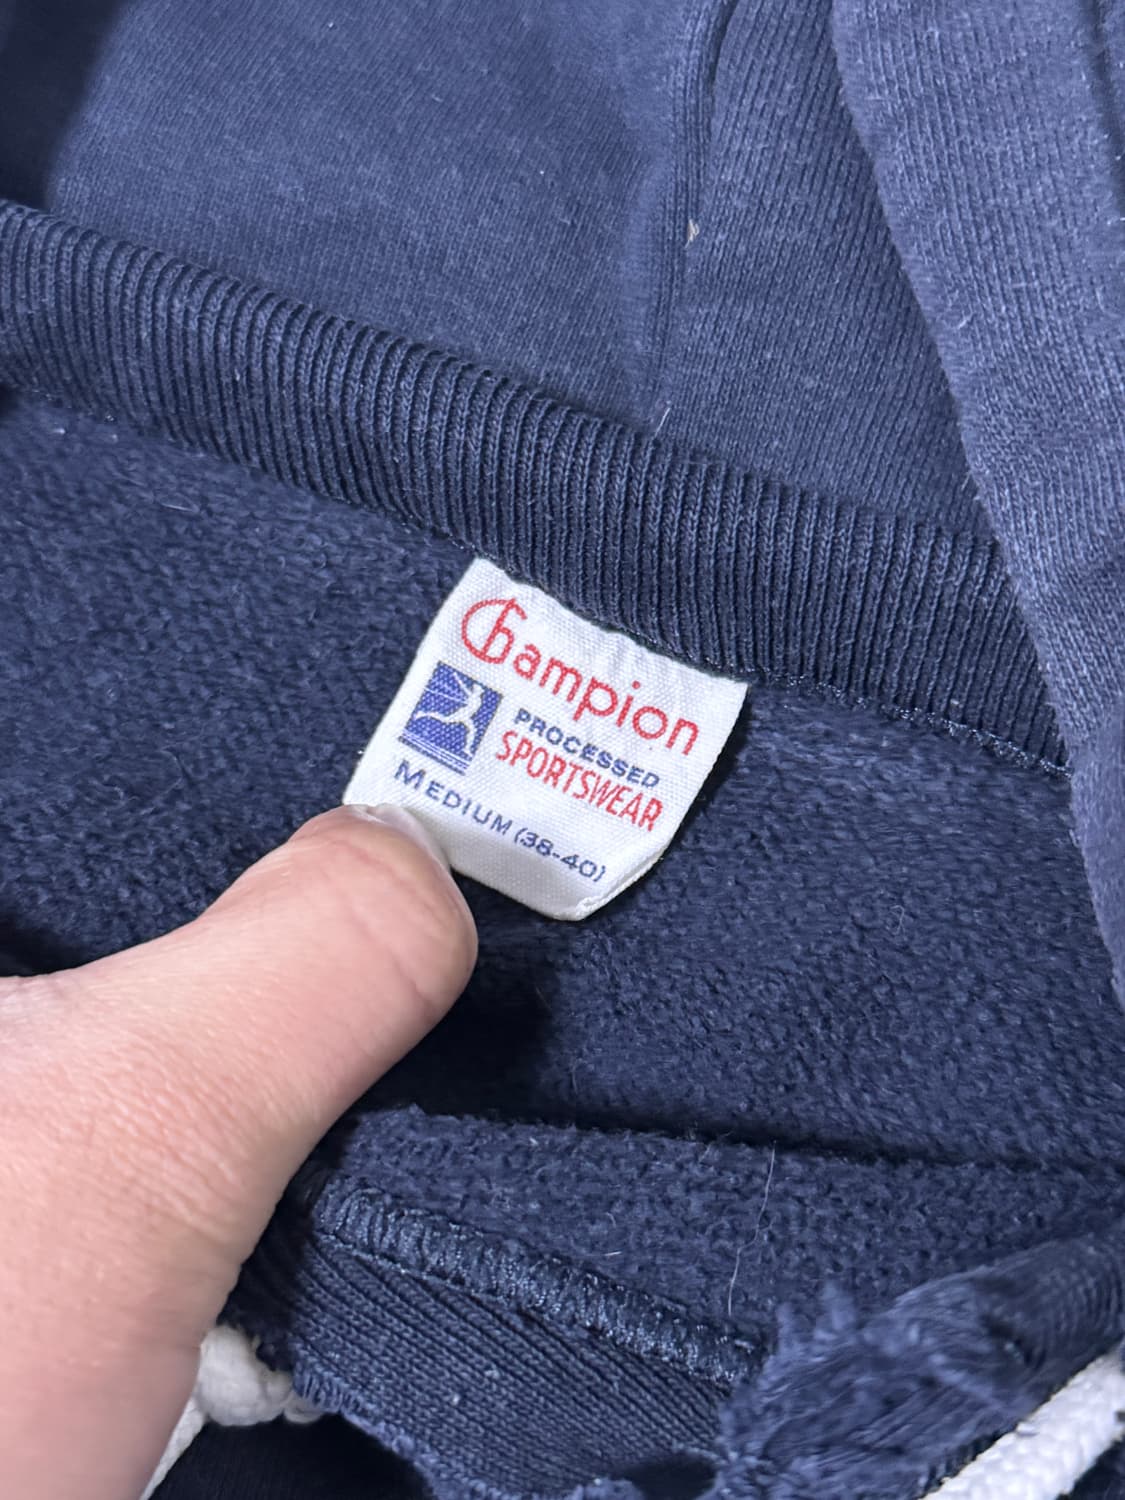 Champion
PROCESSED
SPORTSWEAR
MEDIUM (38-40)